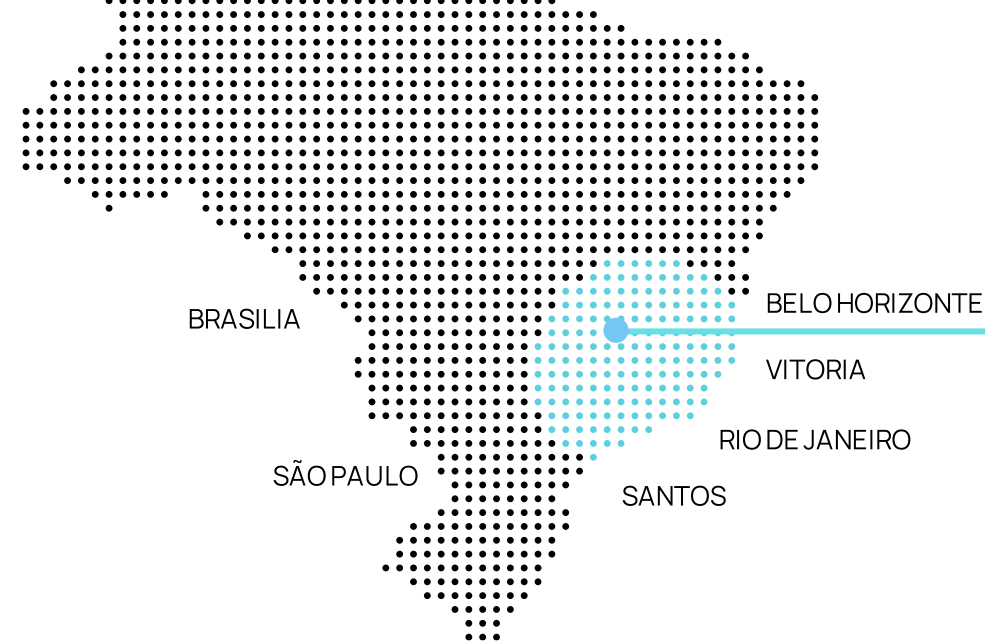 BELO HORIZONTE
BRASILIA
VITORIA
RIO DE JANEIRO
SÃO PAULO
SANTOS